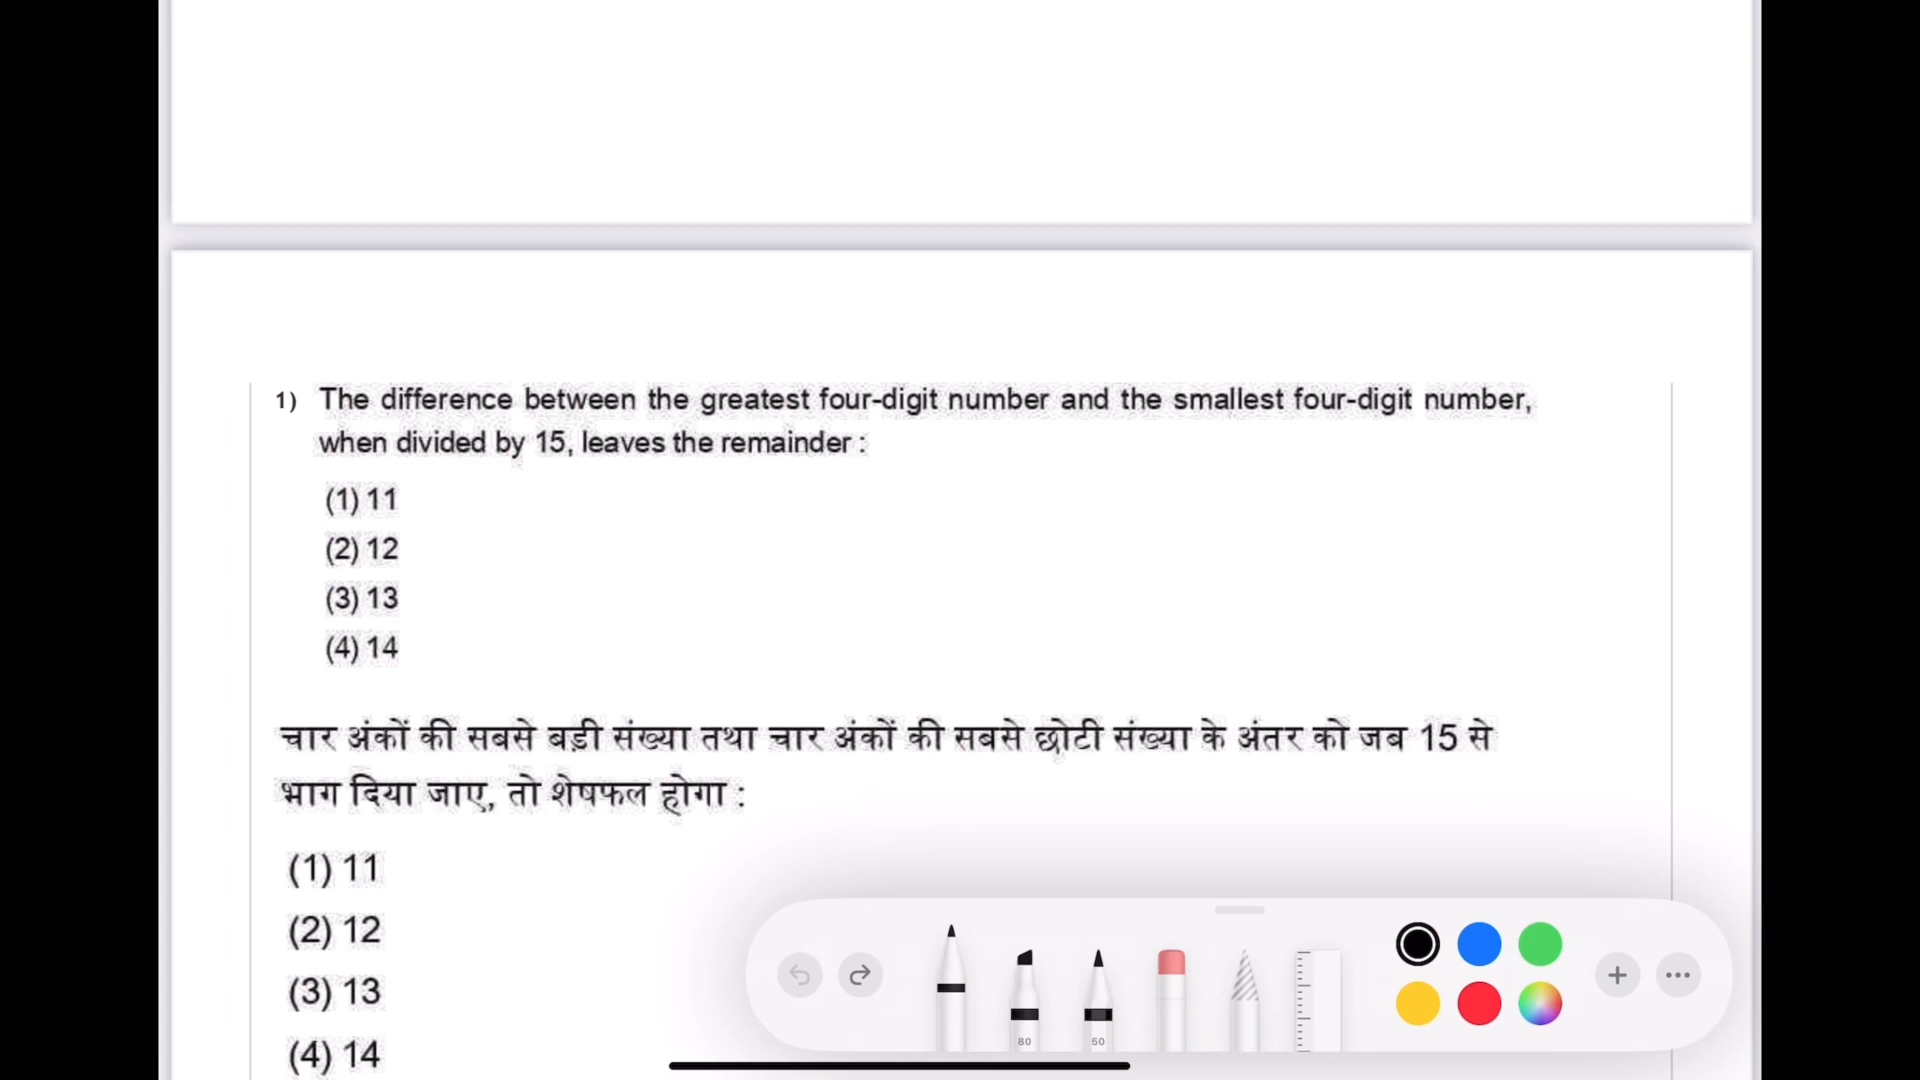 1) The difference between the greatest four-digit number and the smallest four-digit number,
when divided by 15, leaves the remainder :
(1) 11
(2) 12
(3) 13
(4) 14
चार अंकों की सबसे बड़ी संख्या तथा चार अंकों की सबसे छोटी संख्या के अंतर को जब 15 से
भाग दिया जाए, तो शेषफल होगा :
(1) 11
(2) 12
(3) 13
(4) 14
80
50